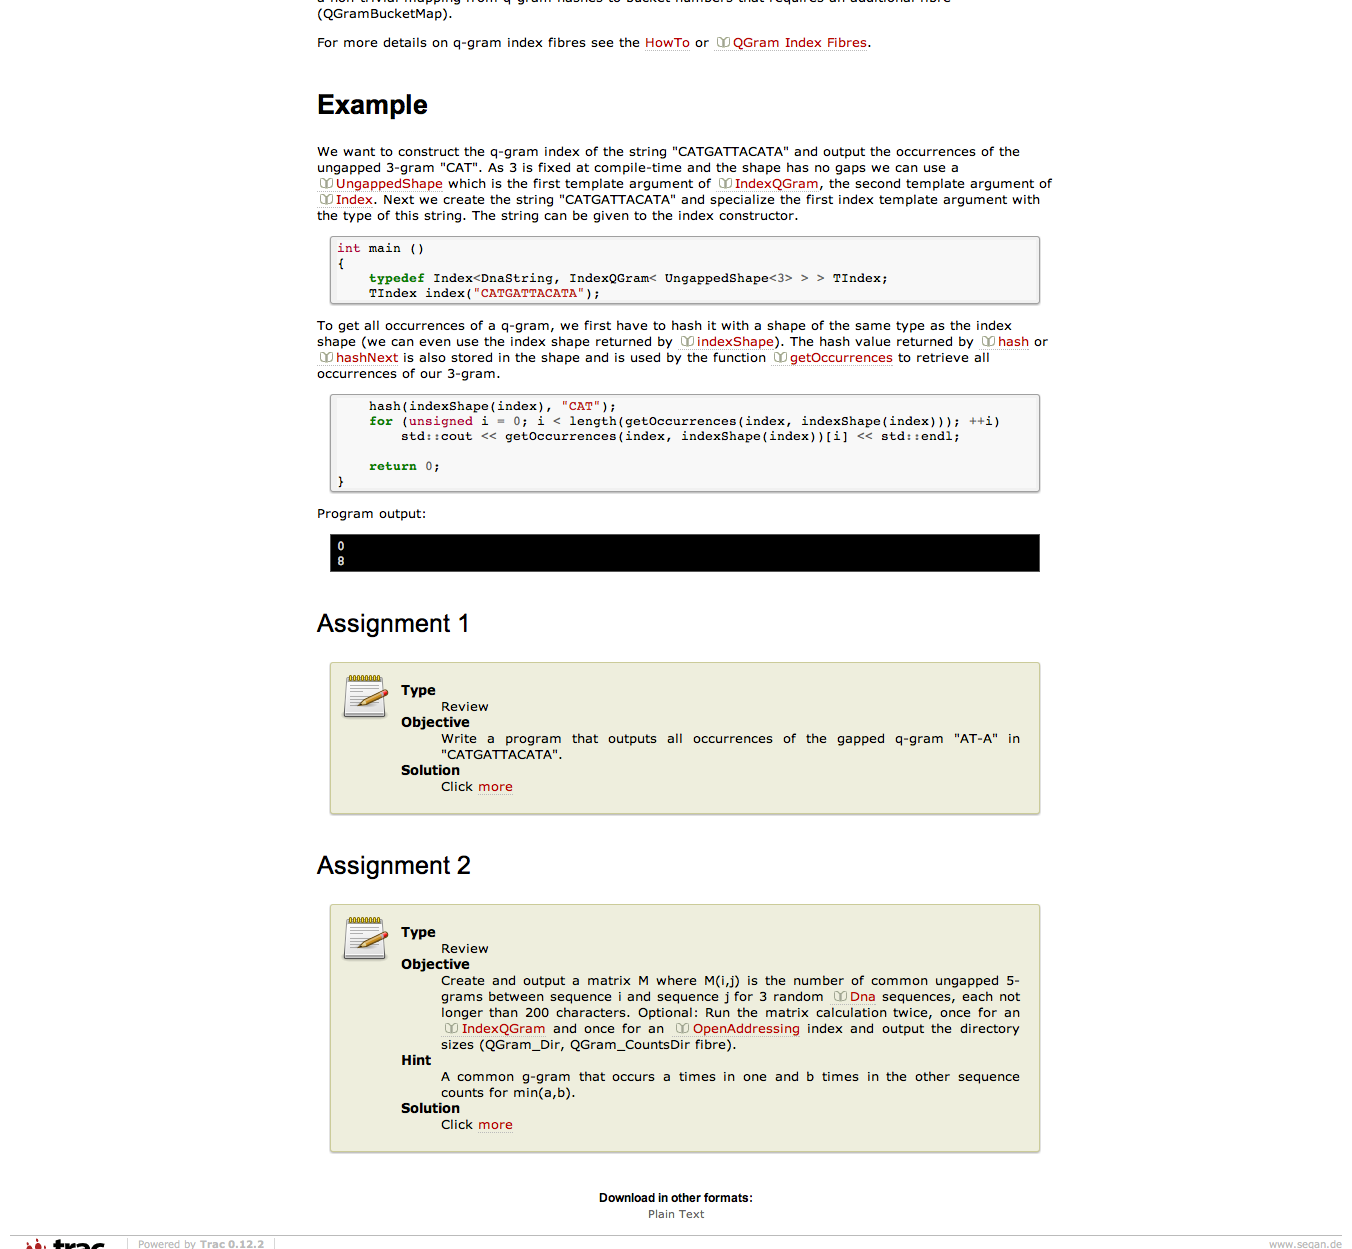 (QGramBucketMap).
For more details on q-gram index fibres see the HowTo or QGram Index Fibres.
Example
We want to construct the q-gram index of the string "CATGATTACATA" and output the occurrences of the
ungapped 3-gram "CAT". As 3 is fixed at compile-time and the shape has no gaps we can use a
UngappedShape which is the first template argument of IndexQGram, the second template argument of
Index. Next we create the string "CATGATTACATA" and specialize the first index template argument with
the type of this string. The string can be given to the index constructor.
int main ()
{
    typedef Index<DnaString, IndexQGram< UngappedShape<3> > > TIndex;
    TIndex index("CATGATTACATA");
To get all occurrences of a q-gram, we first have to hash it with a shape of the same type as the index
shape (we can even use the index shape returned by indexShape). The hash value returned by hash or
hashNext is also stored in the shape and is used by the function getOccurrences to retrieve all
occurrences of our 3-gram.
    hash(indexShape(index), "CAT");
    for (unsigned i = 0; i < length(getOccurrences(index, indexShape(index))); ++i)
        std::cout << getOccurrences(index, indexShape(index))[i] << std::endl;
    return 0;
}
Program output:
0
8
Assignment 1
Type
Review
Objective
Write a program that outputs all occurrences of the gapped q-gram "AT-A" in
"CATGATTACATA".
Solution
Click more
Assignment 2
Type
Review
Objective
Create and output a matrix M where M(i,j) is the number of common ungapped 5-
grams between sequence i and sequence j for 3 random Dna sequences, each not
longer than 200 characters. Optional: Run the matrix calculation twice, once for an
IndexQGram and once for an OpenAddressing index and output the directory
sizes (QGram_Dir, QGram_CountsDir fibre).
Hint
A common g-gram that occurs a times in one and b times in the other sequence
counts for min(a,b).
Solution
Click more
Download in other formats:
Plain Text
trac Powered by Trac 0.12.2 www.seqan.de